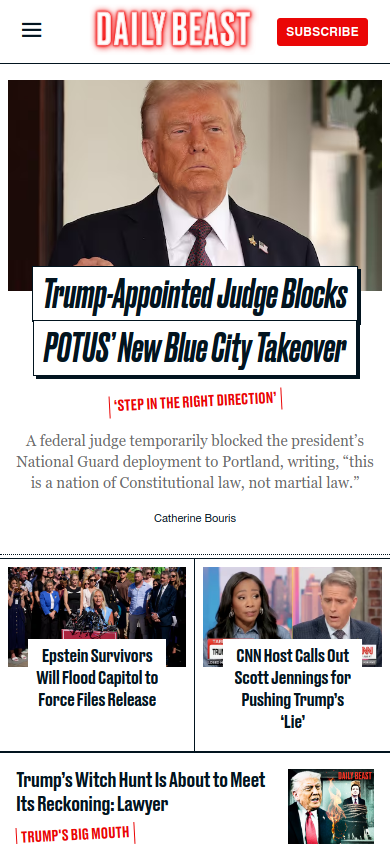 DAILY BEAST
SUBSCRIBE
Trump-Appointed Judge Blocks
POTUS’ New Blue City Takeover
‘STEP IN THE RIGHT DIRECTION’
A federal judge temporarily blocked the president’s
National Guard deployment to Portland, writing, “this
is a nation of Constitutional law, not martial law.”
Catherine Bouris
Epstein Survivors
Will Flood Capitol to
Force Files Release
CNN Host Calls Out
Scott Jennings for
Pushing Trump’s
‘Lie’
Trump’s Witch Hunt Is About to Meet
Its Reckoning: Lawyer
TRUMP'S BIG MOUTH
DAILY BEAST